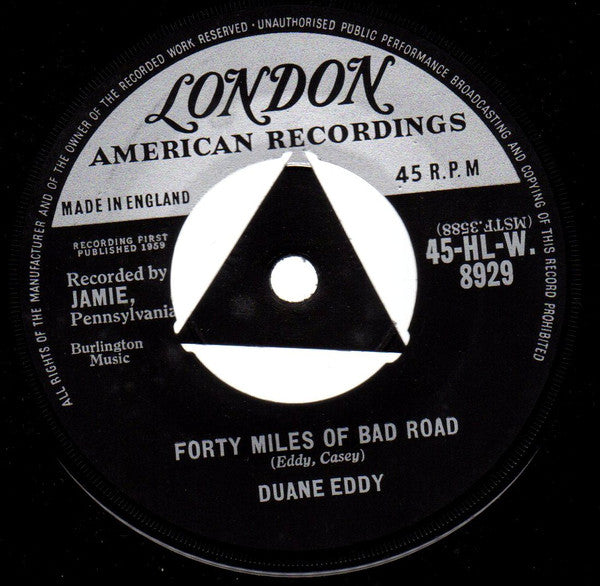 ALL RIGHTS OF THE MANUFACTURER AND OF THE OWNER OF THE RECORDED WORK RESERVED · UNAUTHORISED PUBLIC PERFORMANCE BROADCASTING AND COPYING OF THIS RECORD PROHIBITED
LONDON
AMERICAN RECORDINGS
45 R.P.M
MADE IN ENGLAND
RECORDING FIRST
PUBLISHED 1959
Recorded by
JAMIE,
Pennsylvania
Burlington
Music
(MSTF.3588)
45-HL-W.
8929
FORTY MILES OF BAD ROAD
(Eddy, Casey)
DUANE EDDY